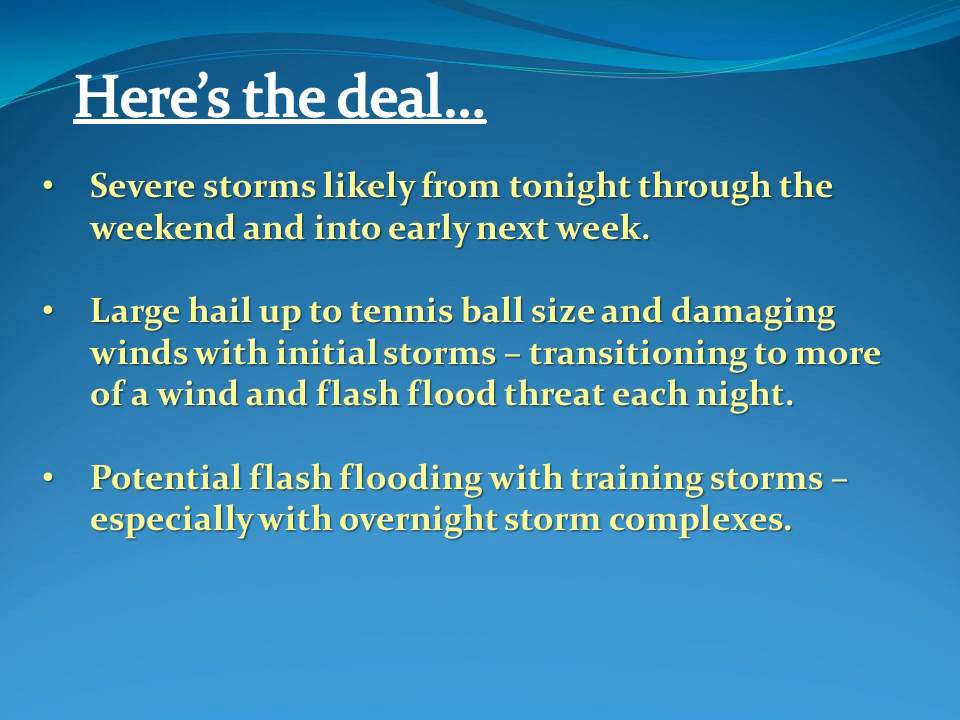 Here’s the deal…
• Severe storms likely from tonight through the
weekend and into early next week.
• Large hail up to tennis ball size and damaging
winds with initial storms – transitioning to more
of a wind and flash flood threat each night.
• Potential flash flooding with training storms –
especially with overnight storm complexes.